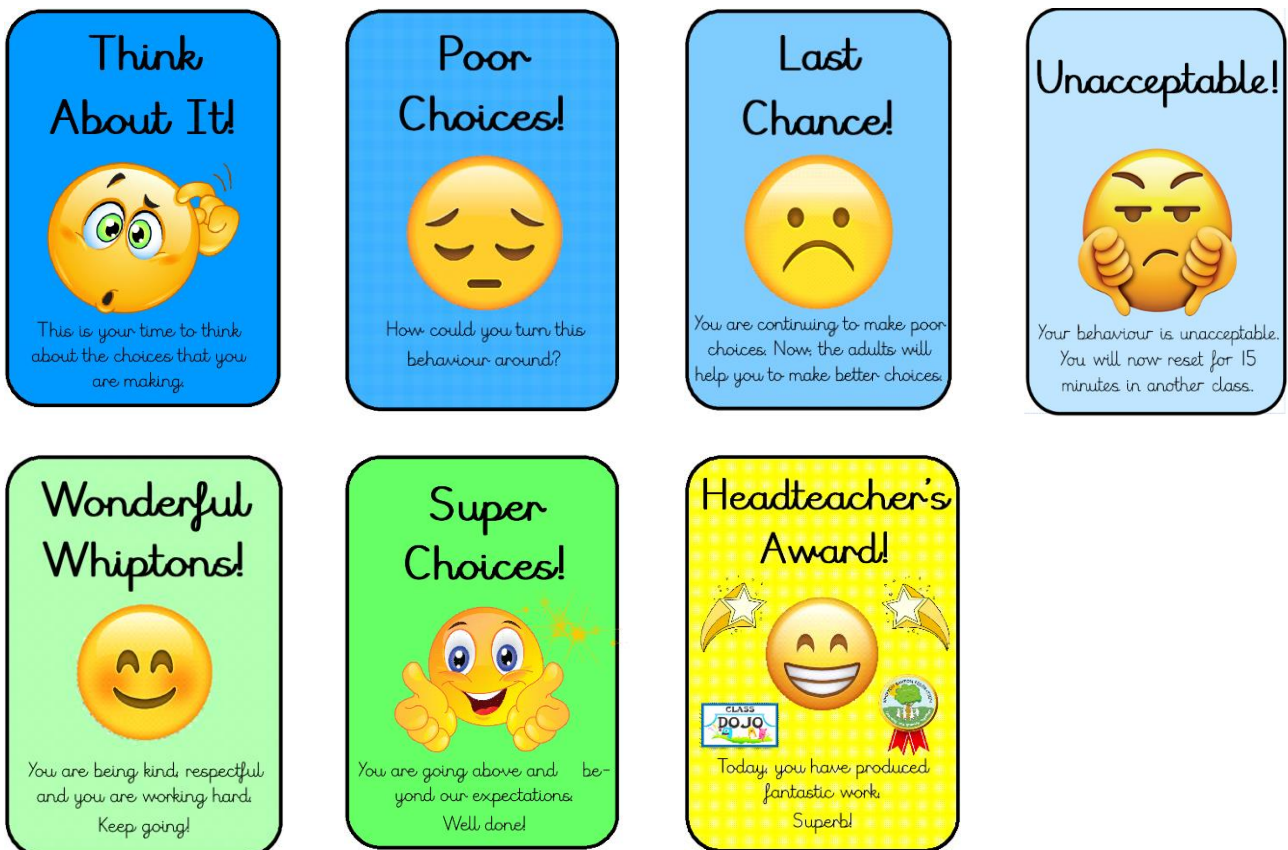 Think
About It!
This is your time to think
about the choices that you
are making.
Poor
Choices!
How could you turn this
behaviour around?
Last
Chance!
You are continuing to make poor
choices. Now, the adults will
help you to make better choices.
Unacceptable!
Your behaviour is unacceptable.
You will now reset for 15
minutes in another class.
Wonderful
Whiptons!
You are being kind, respectful
and you are working hard.
Keep going!
Super
Choices!
You are going above and be-
yond our expectations.
Well done!
Headteacher's
Award!
CLASS
DOJO
Today, you have produced
fantastic work.
Superb!